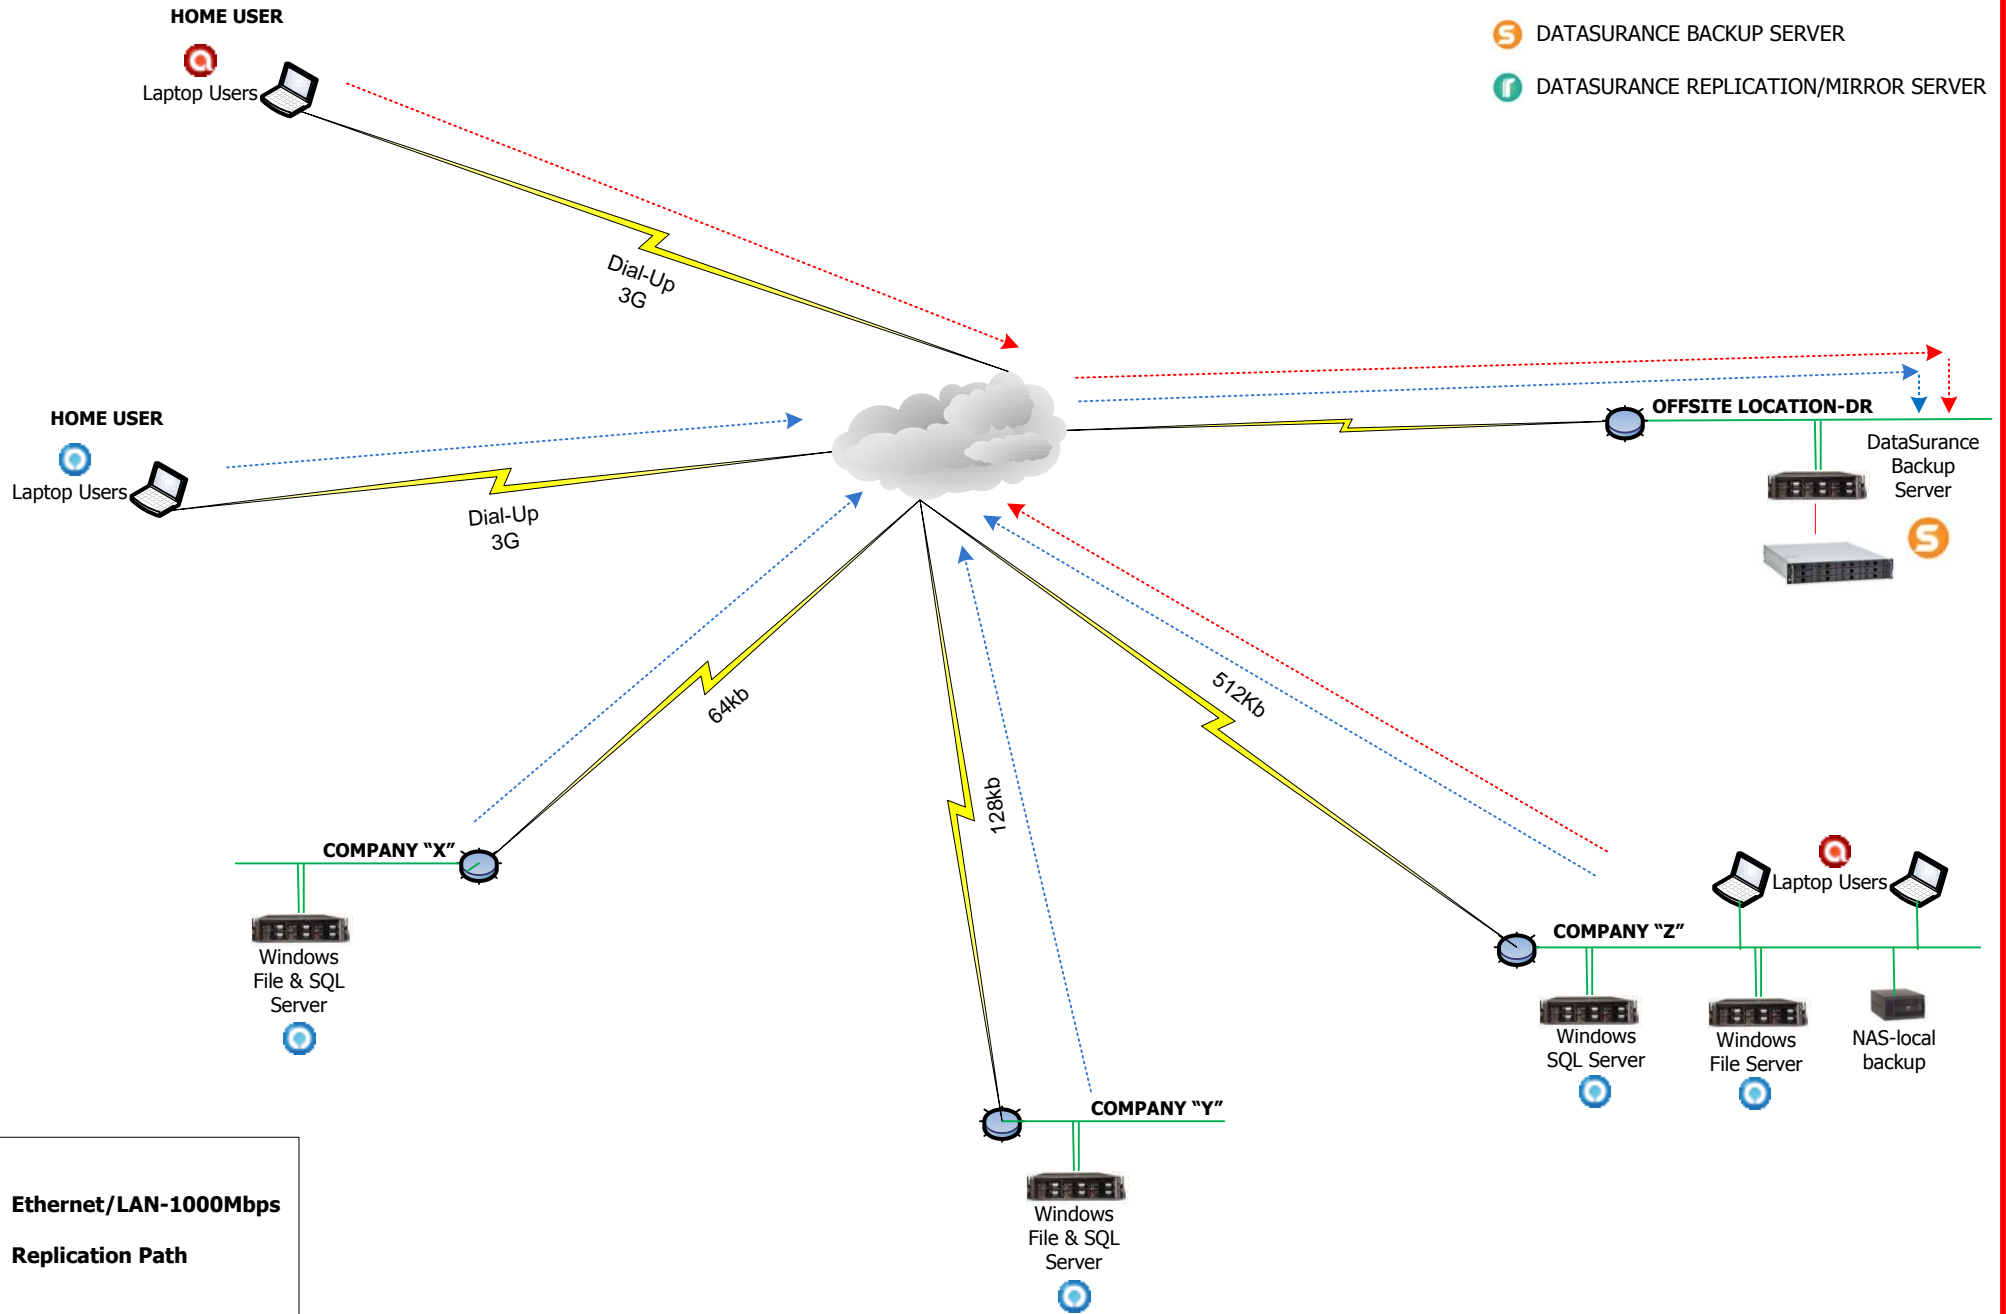 HOME USER
Laptop Users
DATASURANCE BACKUP SERVER
DATASURANCE REPLICATION/MIRROR SERVER
Dial-Up
3G
HOME USER
Laptop Users
Dial-Up
3G
OFFSITE LOCATION-DR
DataSurance
Backup
Server
64kb
128kb
512Kb
COMPANY “X”
Windows
File & SQL
Server
COMPANY “Y”
Windows
File & SQL
Server
Laptop Users
COMPANY “Z”
Windows
SQL Server
Windows
File Server
NAS-local
backup
Ethernet/LAN-1000Mbps
Replication Path